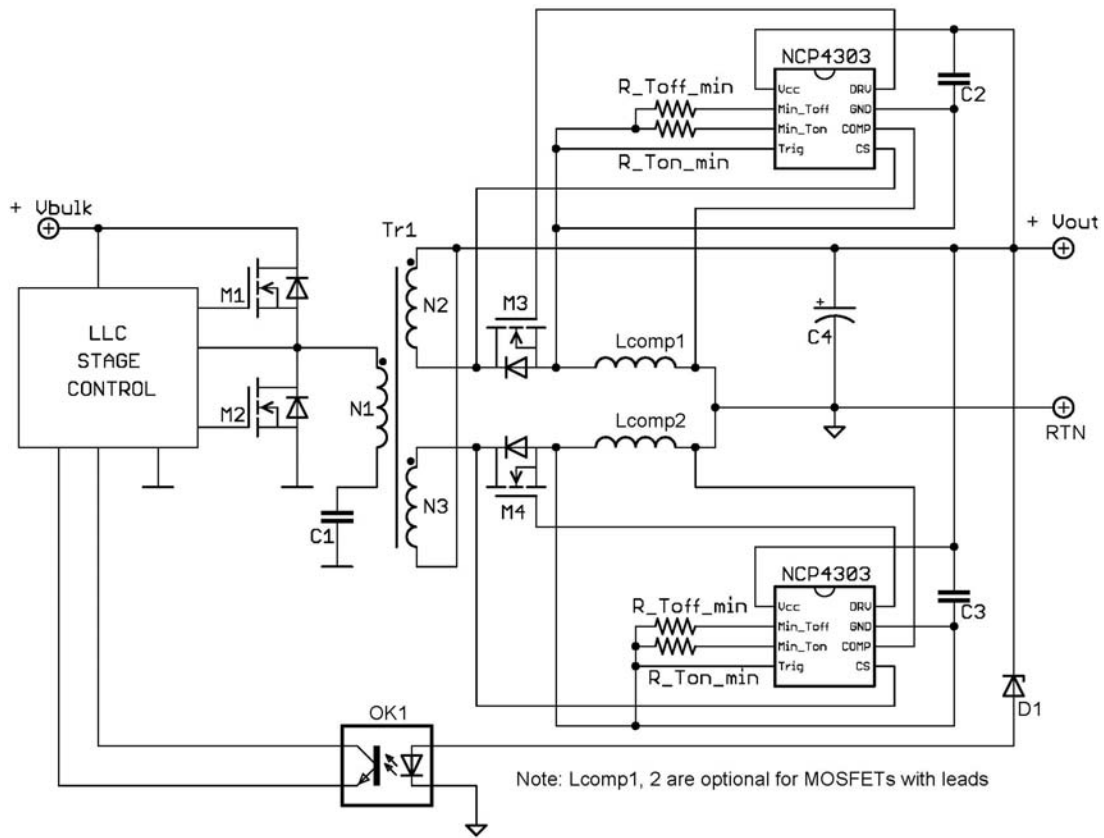 NCP4303
R_Toff_min
Vcc DRV
Min_Toff GND
Min_Ton COMP
Trig CS
R_Ton_min
C2
+ Vbulk
Tr1
+ Vout
M1
N2
M3
LLC
STAGE
CONTROL
Lcomp1
+
C4
M2
N1
Lcomp2
RTN
N3
M4
C1
NCP4303
R_Toff_min
Vcc DRV
Min_Toff GND
Min_Ton COMP
Trig CS
R_Ton_min
C3
D1
OK1
Note: Lcomp1, 2 are optional for MOSFETs with leads